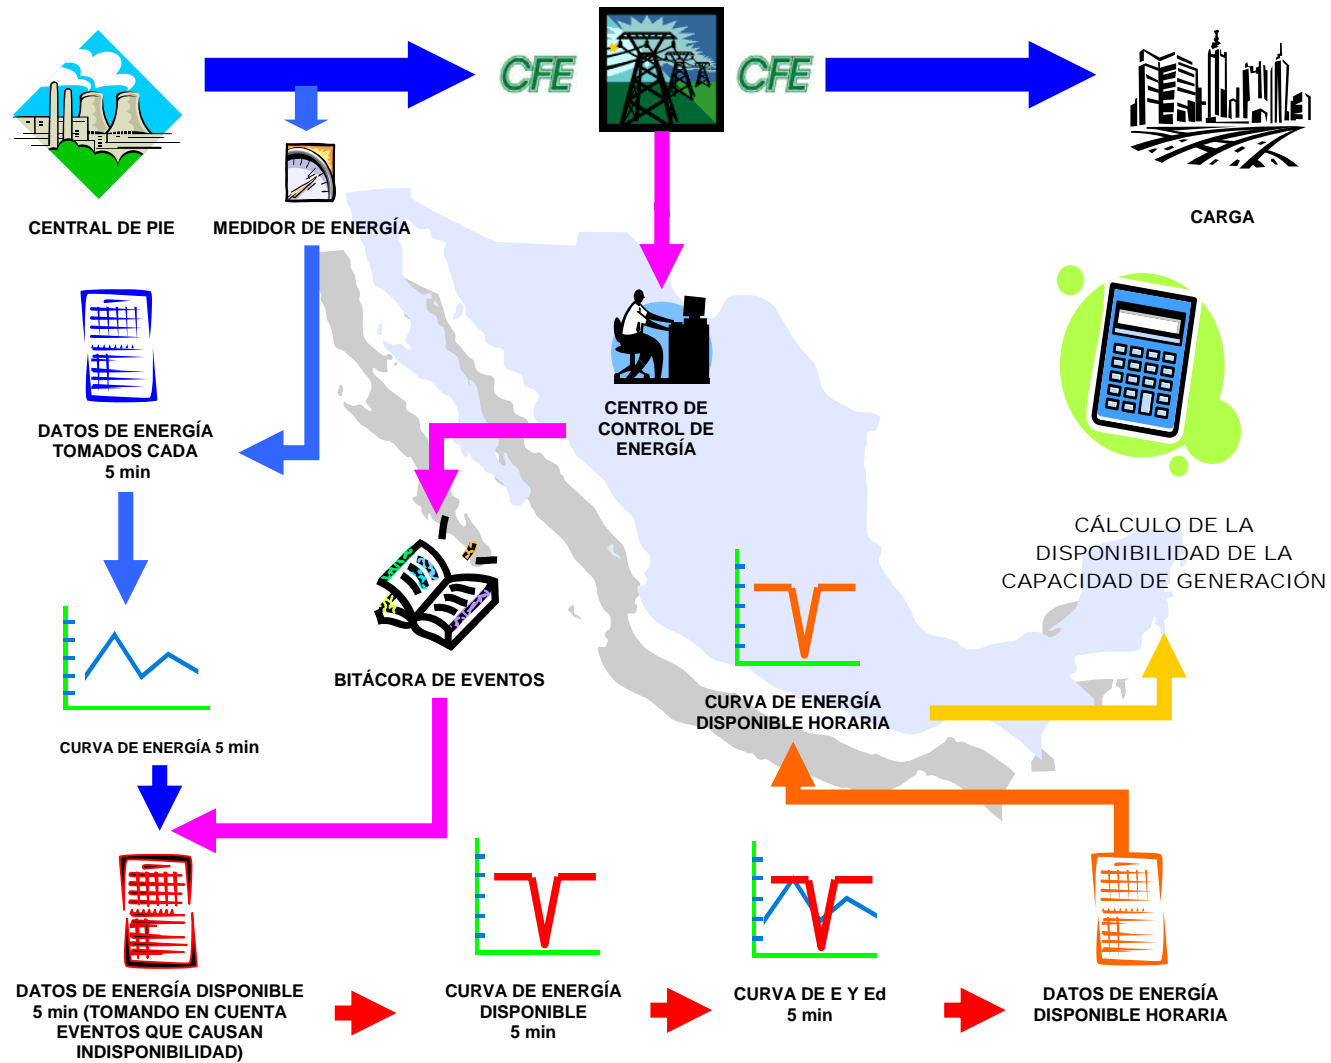 CFE
CFE
CENTRAL DE PIE
MEDIDOR DE ENERGÍA
CARGA
DATOS DE ENERGÍA
TOMADOS CADA
5 min
CENTRO DE
CONTROL DE
ENERGÍA
CÁLCULO DE LA
DISPONIBILIDAD DE LA
CAPACIDAD DE GENERACIÓN
BITÁCORA DE EVENTOS
CURVA DE ENERGÍA
DISPONIBLE HORARIA
CURVA DE ENERGÍA 5 min
DATOS DE ENERGÍA DISPONIBLE
5 min (TOMANDO EN CUENTA
EVENTOS QUE CAUSAN
INDISPONIBILIDAD)
CURVA DE ENERGÍA
DISPONIBLE
5 min
CURVA DE E Y Ed
5 min
DATOS DE ENERGÍA
DISPONIBLE HORARIA